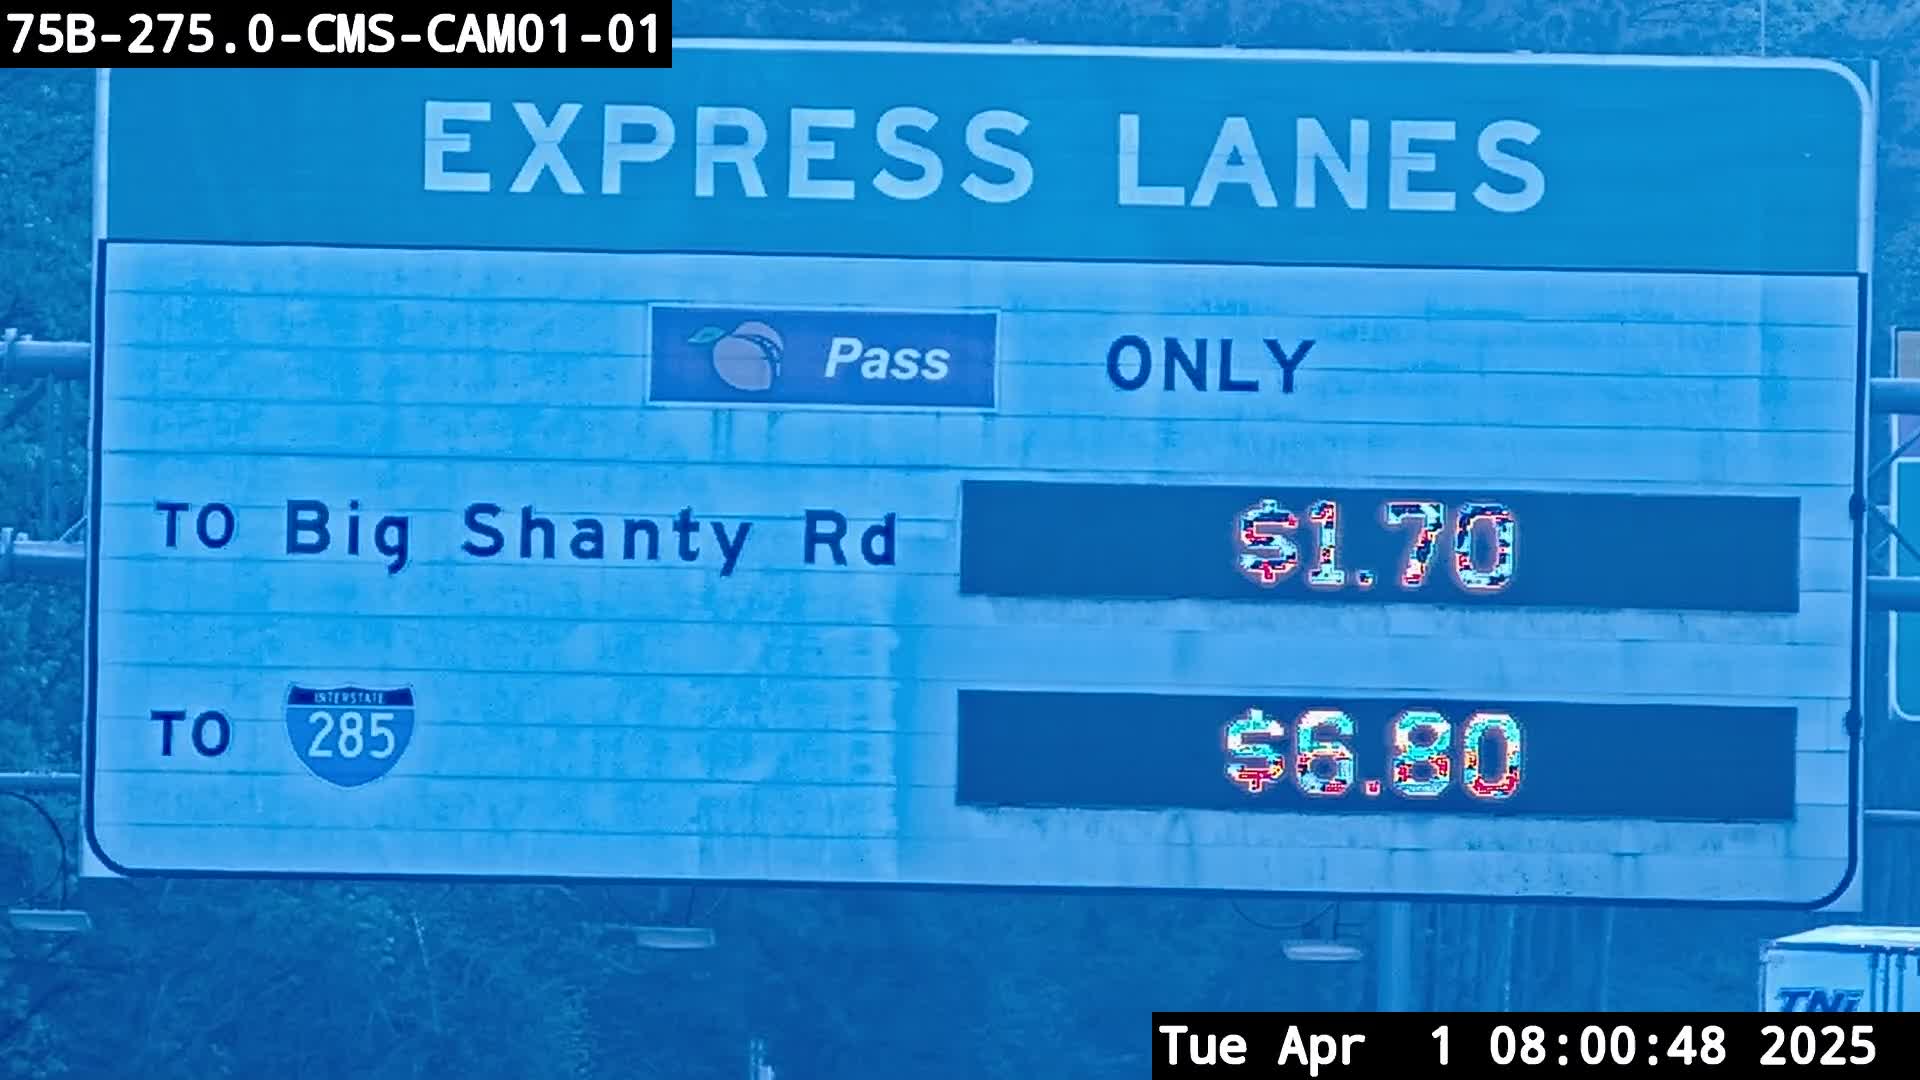 75B-275.0-CMS-CAM01-01
EXPRESS LANES
Pass ONLY
TO Big Shanty Rd $1.70
TO INTERSTATE 285 $6.80
TNI
Tue Apr 1 08:00:48 2025